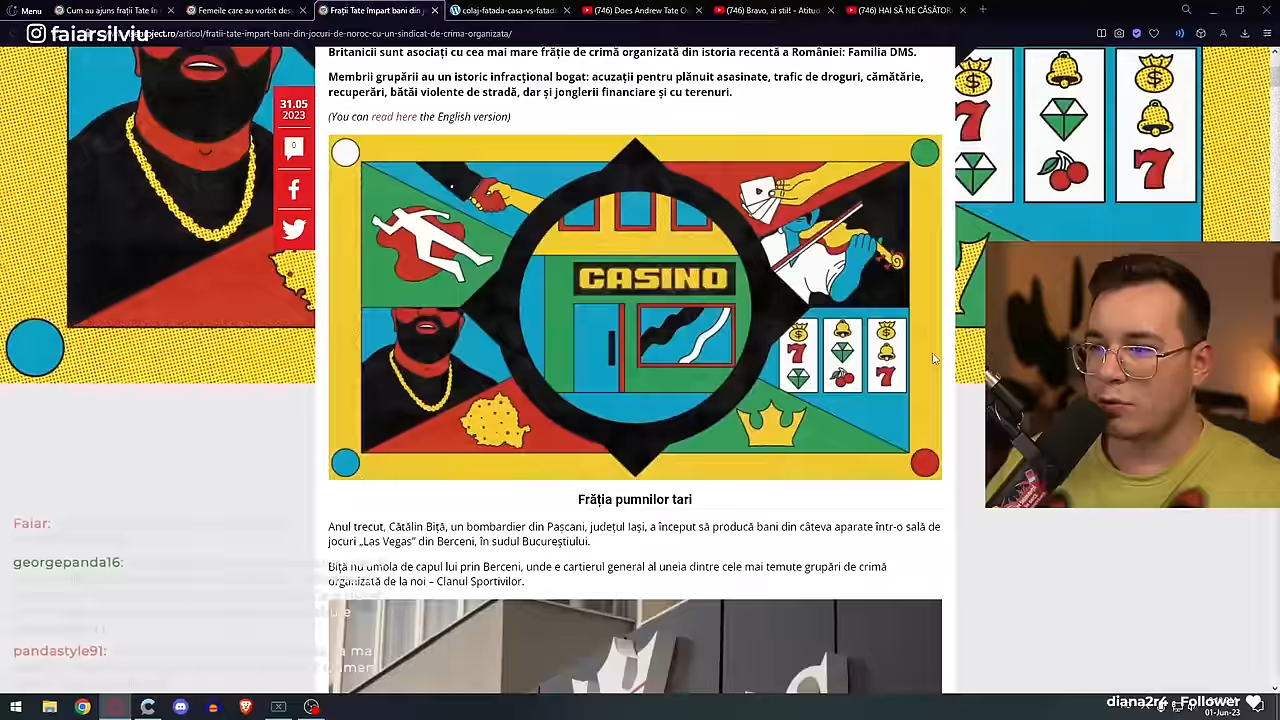 Menu
Cum au ajuns frații Tate în
Femeile care au vorbit des
Frații Tate împart bani din j
colaj-fatada-casa-vs-fatada
(746) Does Andrew Tate O
(746) Bravo, ai stil! - Atitud
(746) HAI SĂ NE CĂSĂTOR
faiarsilviu
oject.ro/articol/fratii-tate-impart-bani-din-jocuri-de-noroc-cu-un-sindicat-de-crima-organizata/
Britanicii sunt asociați cu cea mai mare frăție de crimă organizată din istoria recentă a României: Familia DMS.
Membrii grupării au un istoric infracțional bogat: acuzații pentru plănuit asasinate, trafic de droguri, cămătărie,
recuperări, bătăi violente de stradă, dar și jonglerii financiare și cu terenuri.
(You can read here the English version)
31.05
2023
0
CASINO
Frăția pumnilor tari
Anul trecut, Cătălin Biță, un bombardier din Pașcani, județul Iași, a început să producă bani din câteva aparate într-o sală de
jocuri „Las Vegas” din Berceni, în sudul Bucureștiului.
Biță nu umbla de capul lui prin Berceni, unde e cartierul general al uneia dintre cele mai temute grupări de crimă
organizată de la noi – Clanul Sportivilor.
Faiar:
georgepanda16:
pandastyle91:
diana2r4 - Follower
01-Jun-23